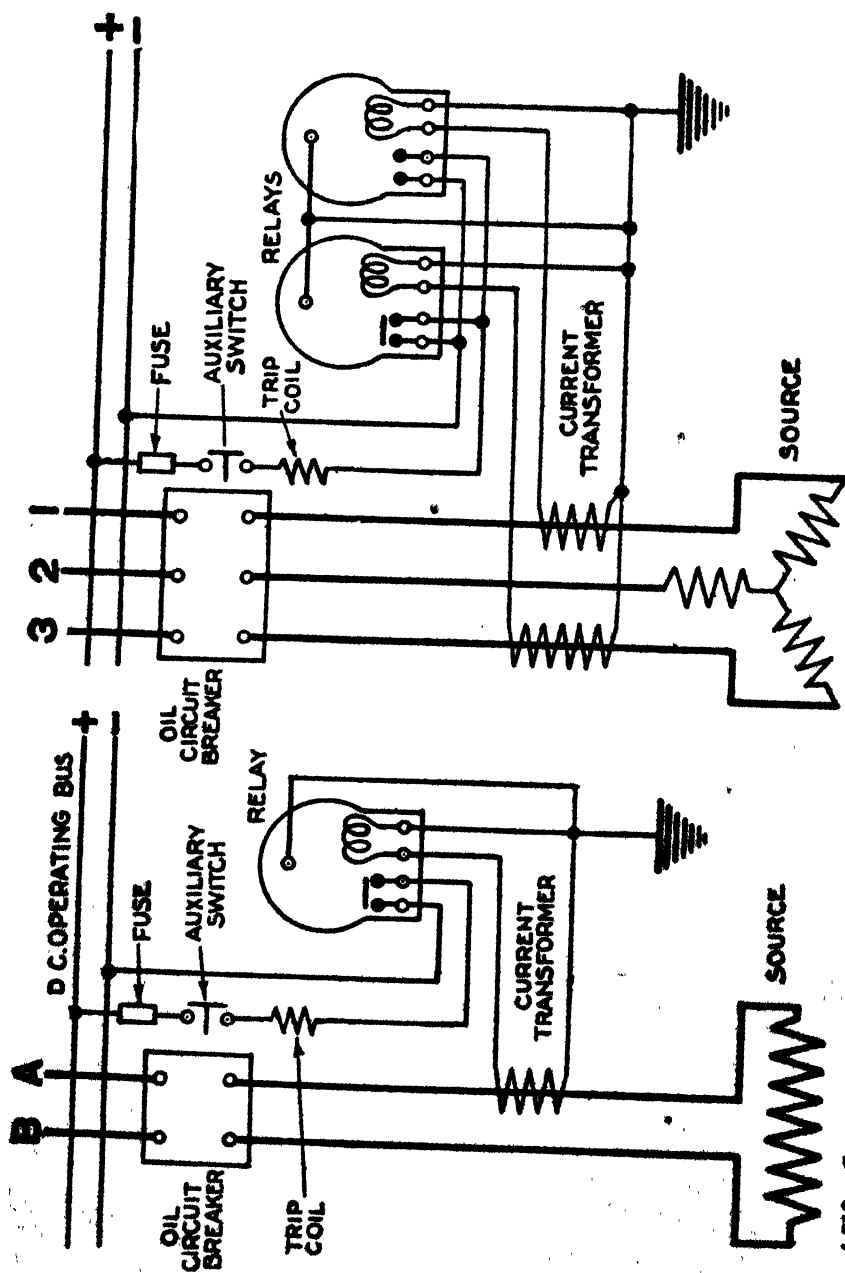 D C. OPERATING BUS
+
−
A
B
FUSE
AUXILIARY
SWITCH
OIL
CIRCUIT
BREAKER
TRIP
COIL
RELAY
CURRENT
TRANSFORMER
SOURCE
+
−
1
2
3
FUSE
AUXILIARY
SWITCH
OIL
CIRCUIT
BREAKER
TRIP
COIL
RELAYS
CURRENT
TRANSFORMER
SOURCE